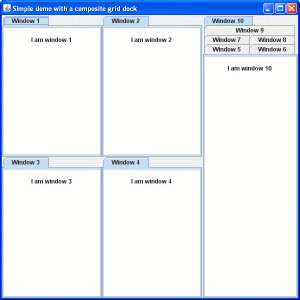 Simple demo with a composite grid dock
Window 1
Window 2
Window 10
Window 9
Window 7
Window 8
Window 5
Window 6
I am window 1
I am window 2
I am window 10
Window 3
Window 4
I am window 3
I am window 4